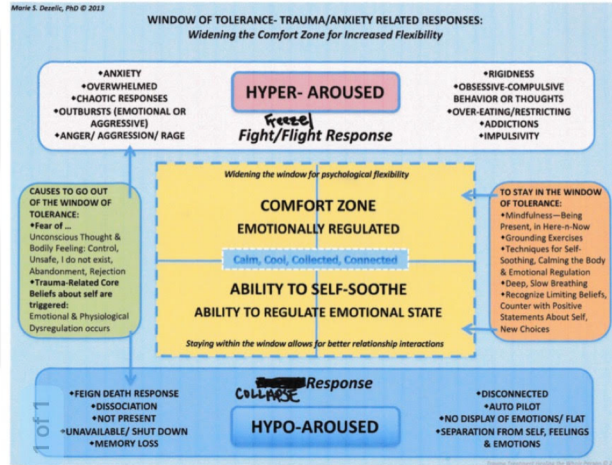 Marie S. Dezelic, PhD © 2013
WINDOW OF TOLERANCE- TRAUMA/ANXIETY RELATED RESPONSES:
Widening the Comfort Zone for Increased Flexibility
•ANXIETY
•OVERWHELMED
•CHAOTIC RESPONSES
•OUTBURSTS (EMOTIONAL OR
AGGRESSIVE)
•ANGER/ AGGRESSION/ RAGE
HYPER- AROUSED
Freeze/
Fight/Flight Response
•RIGIDNESS
•OBSESSIVE-COMPULSIVE
BEHAVIOR OR THOUGHTS
•OVER-EATING/RESTRICTING
•ADDICTIONS
•IMPULSIVITY
CAUSES TO GO OUT
OF THE WINDOW OF
TOLERANCE:
•Fear of ...
Unconscious Thought &
Bodily Feeling: Control,
Unsafe, I do not exist,
Abandonment, Rejection
•Trauma-Related Core
Beliefs about self are
triggered:
Emotional & Physiological
Dysregulation occurs
Widening the window for psychological flexibility
COMFORT ZONE
EMOTIONALLY REGULATED
Calm, Cool, Collected, Connected
ABILITY TO SELF-SOOTHE
ABILITY TO REGULATE EMOTIONAL STATE
Staying within the window allows for better relationship interactions
TO STAY IN THE WINDOW
OF TOLERANCE:
•Mindfulness—Being
Present, in Here-n-Now
•Grounding Exercises
•Techniques for Self-
Soothing, Calming the Body
& Emotional Regulation
•Deep, Slow Breathing
•Recognize Limiting Beliefs,
Counter with Positive
Statements About Self,
New Choices
•FEIGN DEATH RESPONSE
•DISSOCIATION
•NOT PRESENT
•UNAVAILABLE/ SHUT DOWN
•MEMORY LOSS
Response
COLLAPSE
HYPO-AROUSED
•DISCONNECTED
•AUTO PILOT
•NO DISPLAY OF EMOTIONS/ FLAT
•SEPARATION FROM SELF, FEELINGS
& EMOTIONS
1 of 1